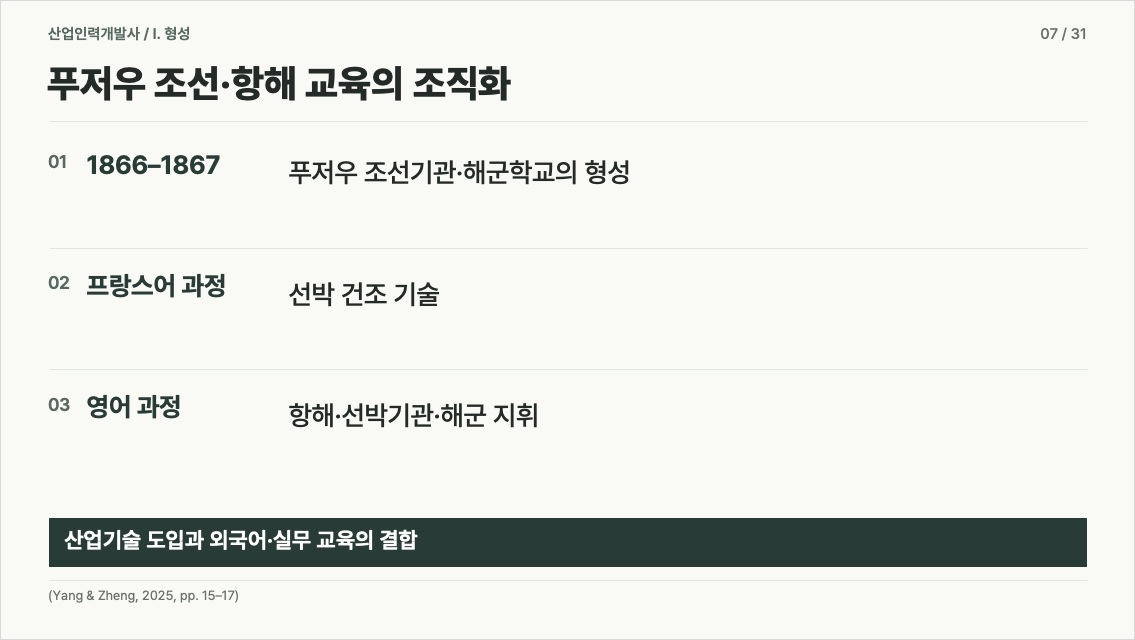 산업인력개발사 / I. 형성
07 / 31
푸저우 조선·항해 교육의 조직화
01 1866–1867 푸저우 조선기관·해군학교의 형성
02 프랑스어 과정 선박 건조 기술
03 영어 과정 항해·선박기관·해군 지휘
산업기술 도입과 외국어·실무 교육의 결합
(Yang & Zheng, 2025, pp. 15–17)